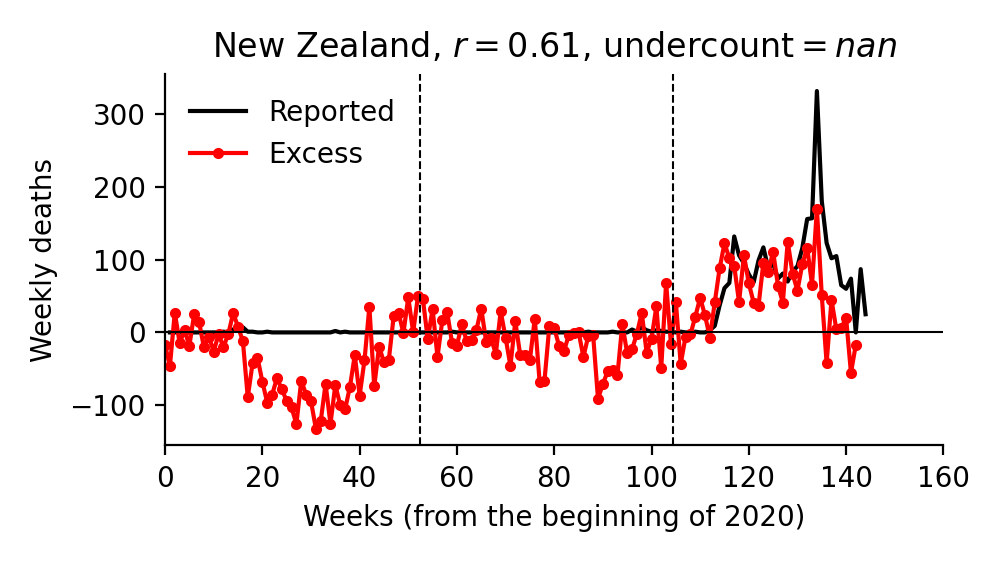 New Zealand, r = 0.61, undercount = nan
Reported
Excess
Weekly deaths
300
200
100
0
−100
0 20 40 60 80 100 120 140 160
Weeks (from the beginning of 2020)